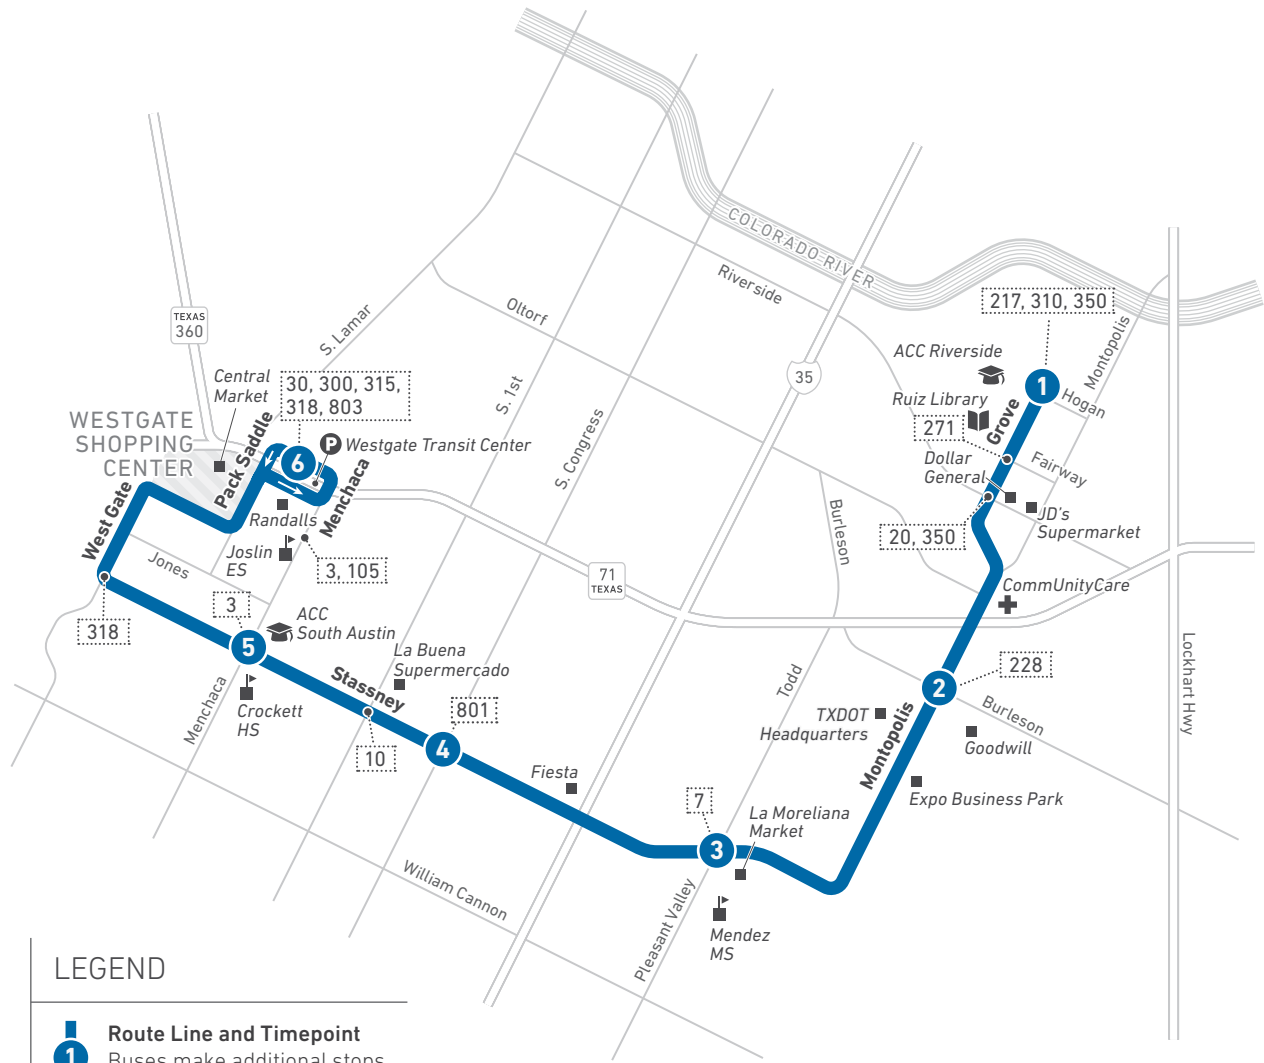 COLORADO RIVER
Riverside
217, 310, 350
TEXAS
360
S. Lamar
Oltorf
Montopolis
ACC Riverside
1
35
Central
Market
30, 300, 315,
318, 803
S. 1st
Hogan
Ruiz Library
Grove
WESTGATE
SHOPPING
CENTER
Pack Saddle
6
P
Westgate Transit Center
S. Congress
271
Dollar
General
Fairway
West Gate
Menchaca
Randalls
JD's
Supermarket
20, 350
Burleson
Jones
Joslin
ES
3, 105
71
TEXAS
CommUnityCare
318
3
ACC
South Austin
5
La Buena
Supermercado
Stassney
228
2
Lockhart Hwy
Menchaca
Crockett
HS
801
10
4
Todd
TXDOT
Headquarters
Montopolis
Burleson
Goodwill
Fiesta
7
La Moreliana
Market
Expo Business Park
3
William Cannon
Pleasant Valley
Mendez
MS
LEGEND
Route Line and Timepoint
1
Buses make additional stops